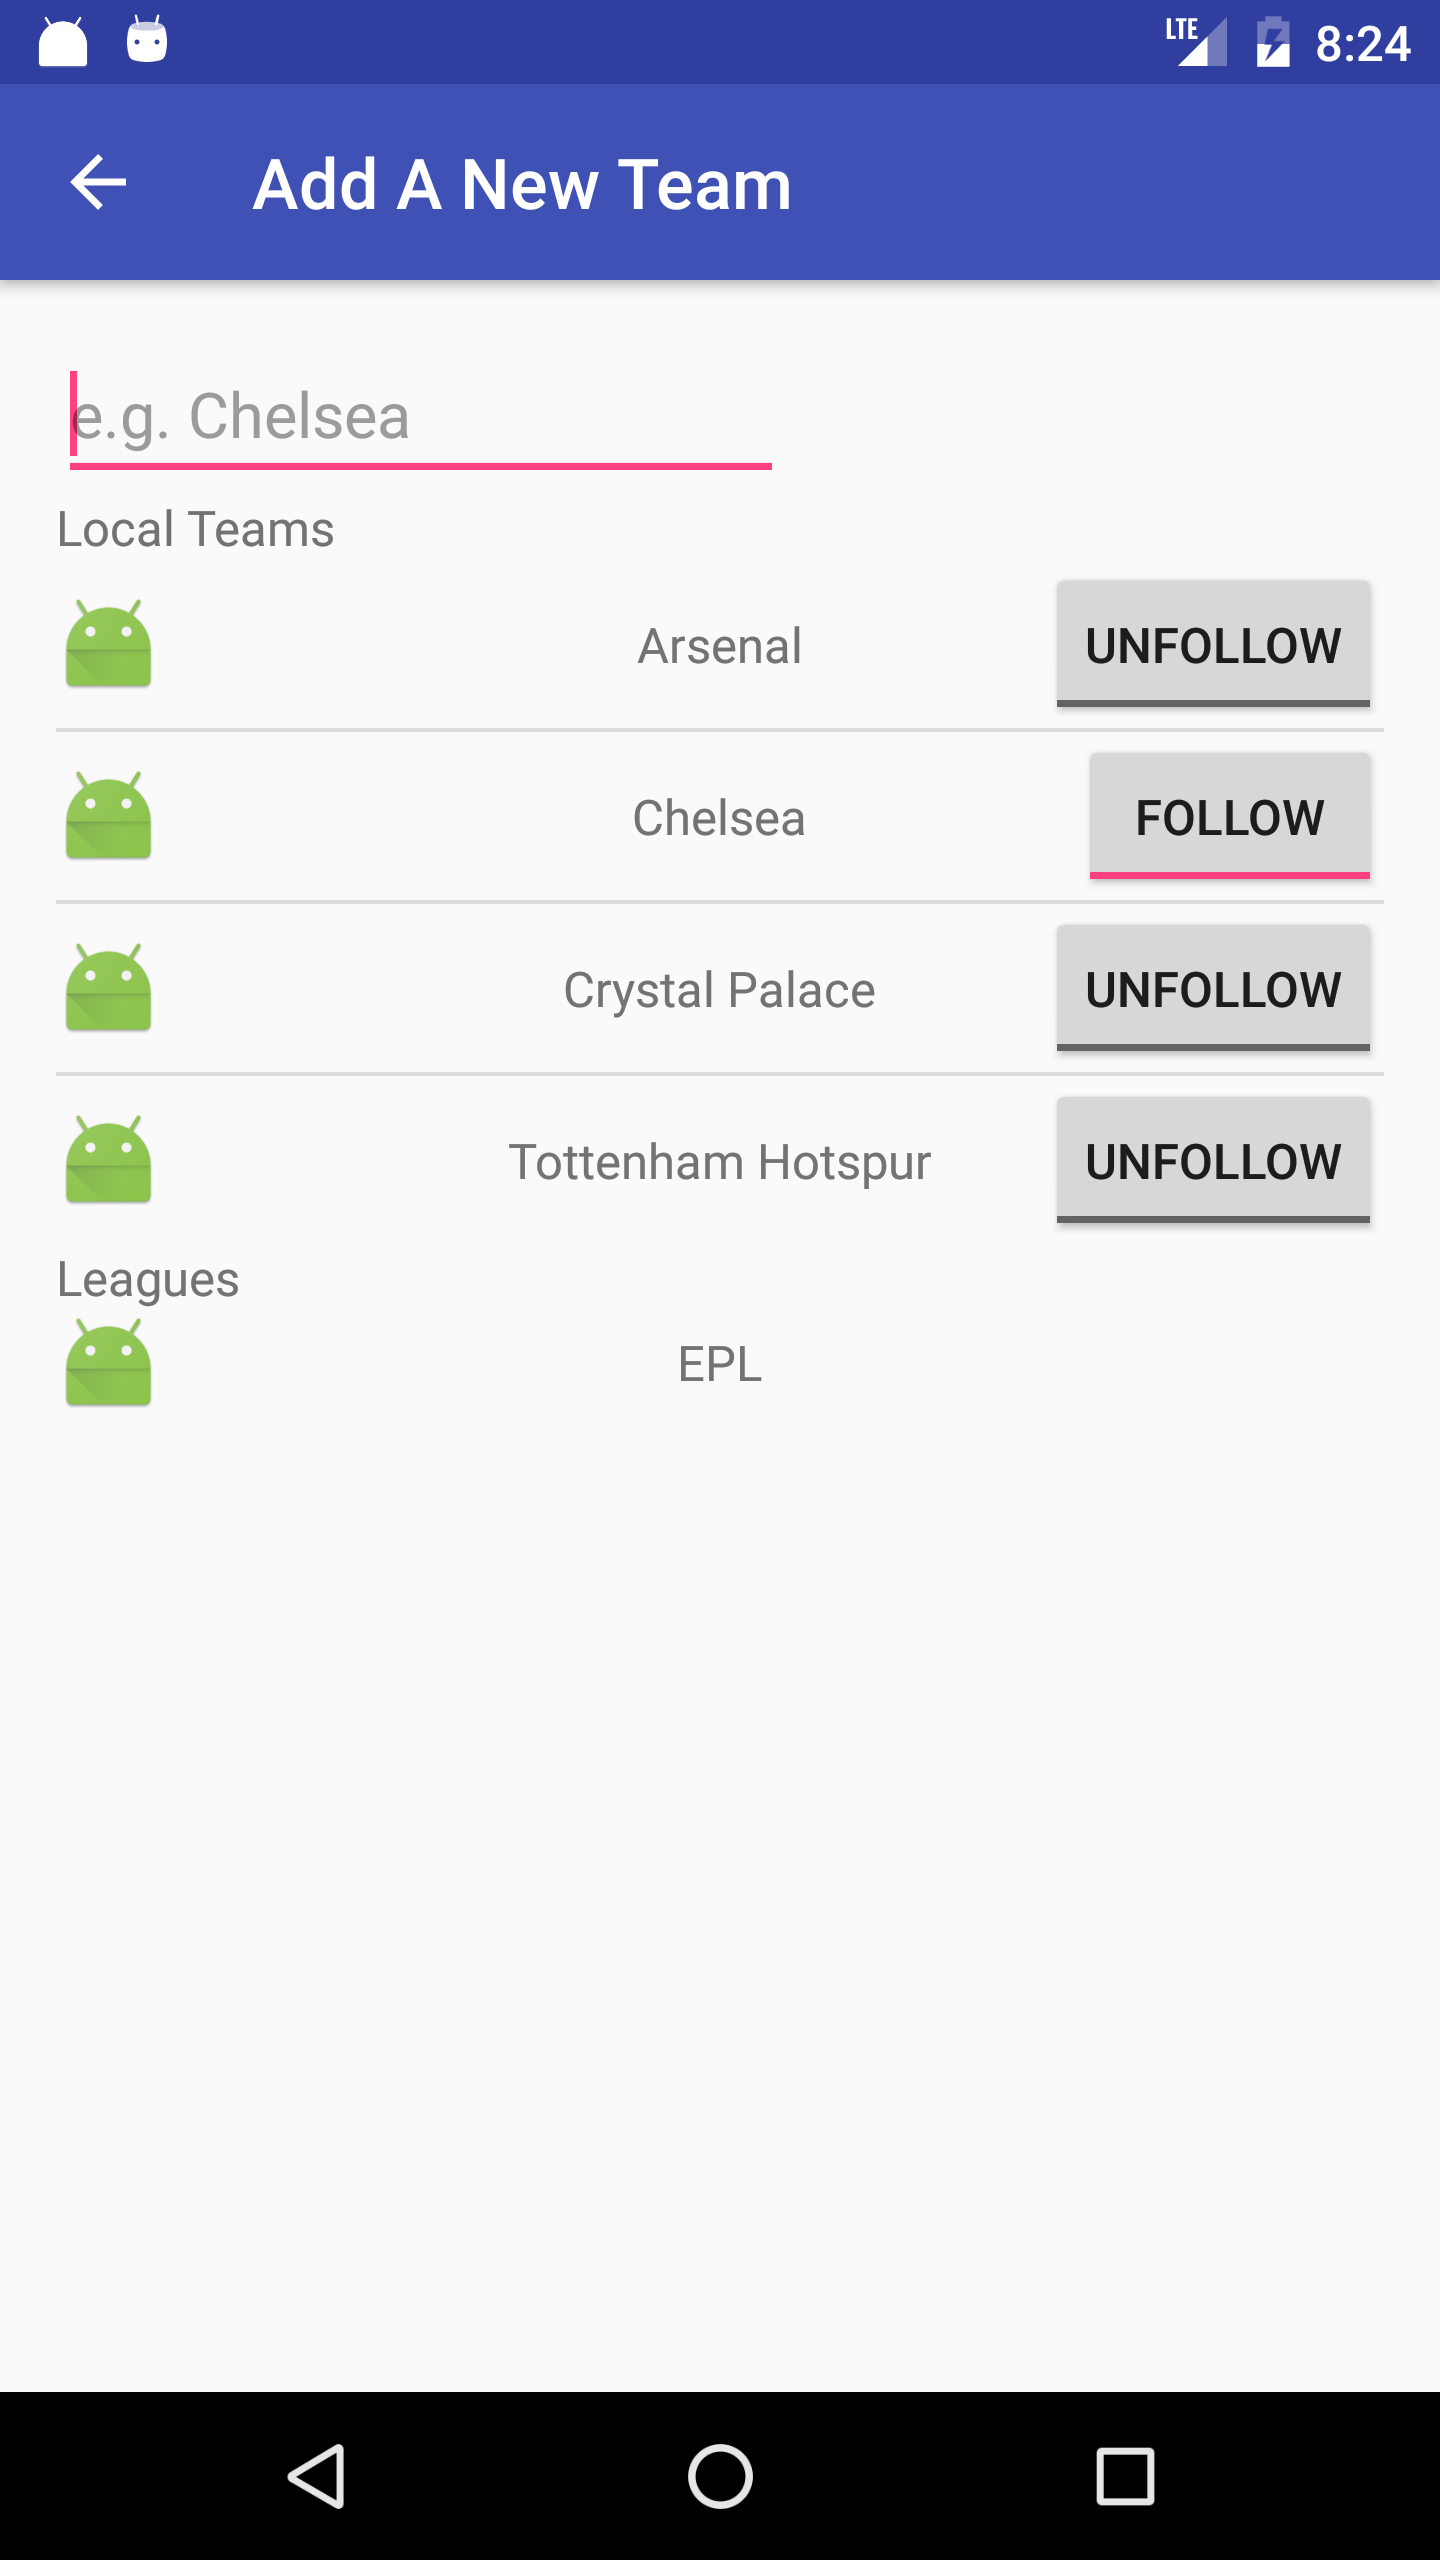 LTE 8:24
Add A New Team
e.g. Chelsea
Local Teams
Arsenal UNFOLLOW
Chelsea FOLLOW
Crystal Palace UNFOLLOW
Tottenham Hotspur UNFOLLOW
Leagues
EPL